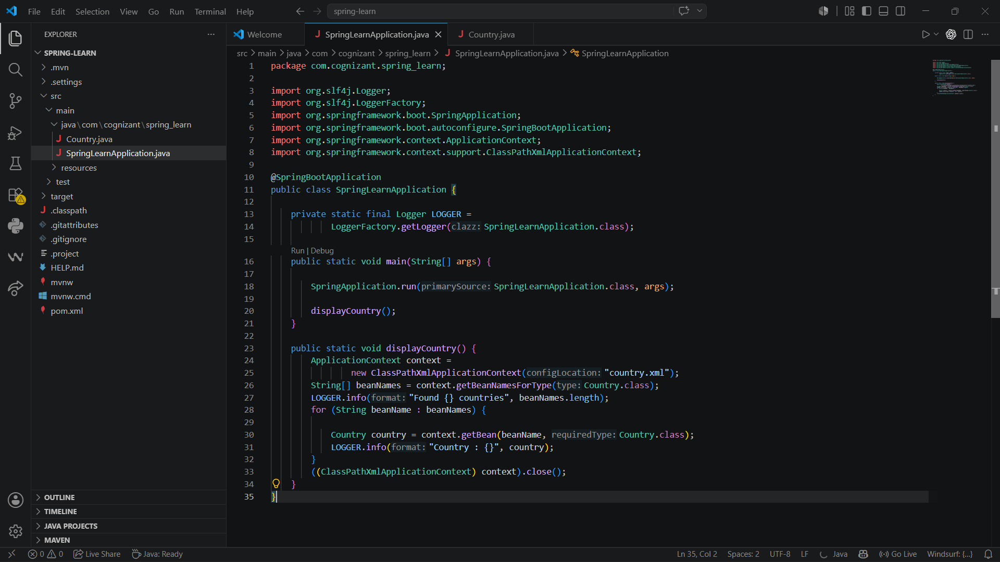 File Edit Selection View Go Run Terminal Help
spring-learn
EXPLORER
SPRING-LEARN
.mvn
.settings
src
main
java\com\cognizant\spring_learn
Country.java
SpringLearnApplication.java
resources
test
target
.classpath
.gitattributes
.gitignore
.project
HELP.md
mvnw
mvnw.cmd
pom.xml
OUTLINE
TIMELINE
JAVA PROJECTS
MAVEN
Welcome
SpringLearnApplication.java
Country.java
src > main > java > com > cognizant > spring_learn > SpringLearnApplication.java > SpringLearnApplication
1 package com.cognizant.spring_learn;
2
3 import org.slf4j.Logger;
4 import org.slf4j.LoggerFactory;
5 import org.springframework.boot.SpringApplication;
6 import org.springframework.boot.autoconfigure.SpringBootApplication;
7 import org.springframework.context.ApplicationContext;
8 import org.springframework.context.support.ClassPathXmlApplicationContext;
9
10 @SpringBootApplication
11 public class SpringLearnApplication {
12
13 private static final Logger LOGGER =
14 LoggerFactory.getLogger(clazz: SpringLearnApplication.class);
15
Run | Debug
16 public static void main(String[] args) {
17
18 SpringApplication.run(primarySource: SpringLearnApplication.class, args);
19
20 displayCountry();
21 }
22
23 public static void displayCountry() {
24 ApplicationContext context =
25 new ClassPathXmlApplicationContext(configLocation: "country.xml");
26 String[] beanNames = context.getBeanNamesForType(type: Country.class);
27 LOGGER.info(format: "Found {} countries", beanNames.length);
28 for (String beanName : beanNames) {
29
30 Country country = context.getBean(beanName, requiredType: Country.class);
31 LOGGER.info(format: "Country : {}", country);
32 }
33 ((ClassPathXmlApplicationContext) context).close();
34 }
35 }
0 0 Live Share Java: Ready
Ln 35, Col 2 Spaces: 2 UTF-8 LF Java Go Live Windsurf: {...}